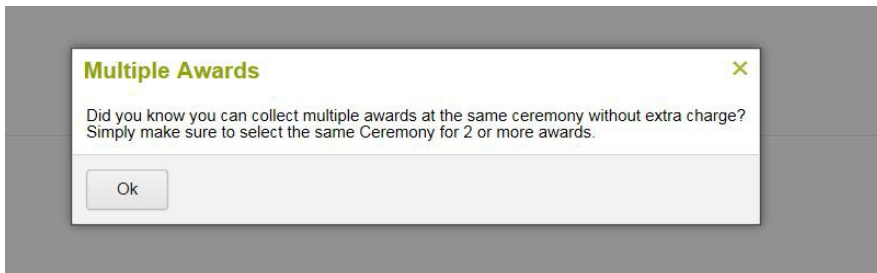 Multiple Awards
Did you know you can collect multiple awards at the same ceremony without extra charge?
Simply make sure to select the same Ceremony for 2 or more awards.
Ok